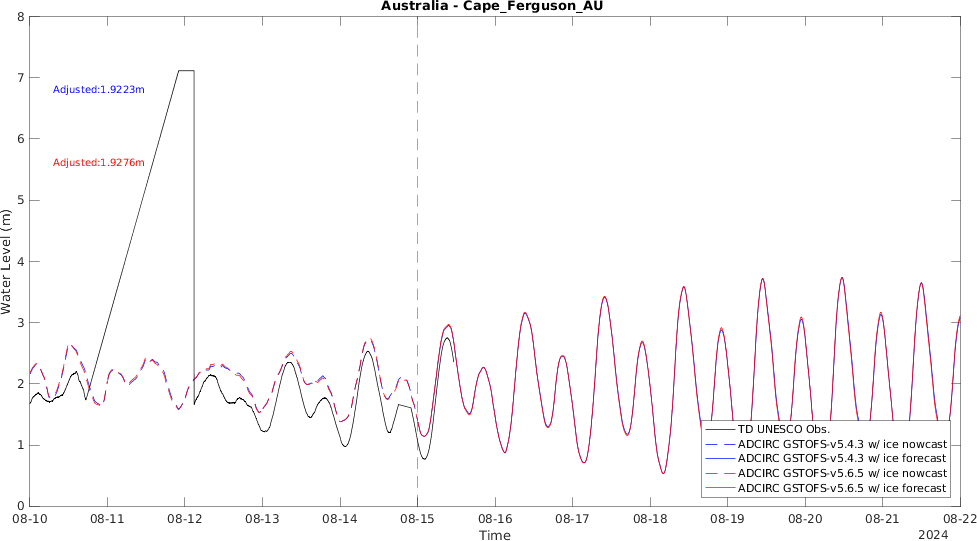 Australia - Cape_Ferguson_AU
8
7
6
5
4
3
2
1
0
Water Level (m)
Adjusted:1.9223m
Adjusted:1.9276m
TD UNESCO Obs.
ADCIRC GSTOFS-v5.4.3 w/ ice nowcast
ADCIRC GSTOFS-v5.4.3 w/ ice forecast
ADCIRC GSTOFS-v5.6.5 w/ ice nowcast
ADCIRC GSTOFS-v5.6.5 w/ ice forecast
08-10 08-11 08-12 08-13 08-14 08-15 08-16 08-17 08-18 08-19 08-20 08-21 08-22
Time
2024